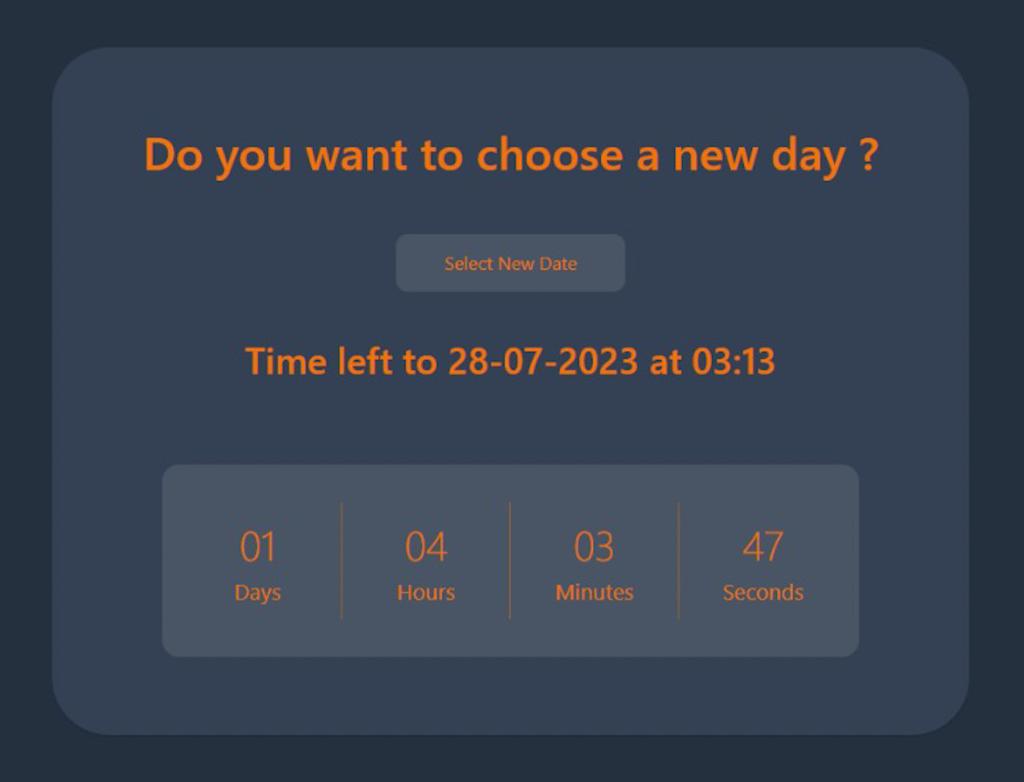 Do you want to choose a new day ?
Select New Date
Time left to 28-07-2023 at 03:13
01 04 03 47
Days Hours Minutes Seconds